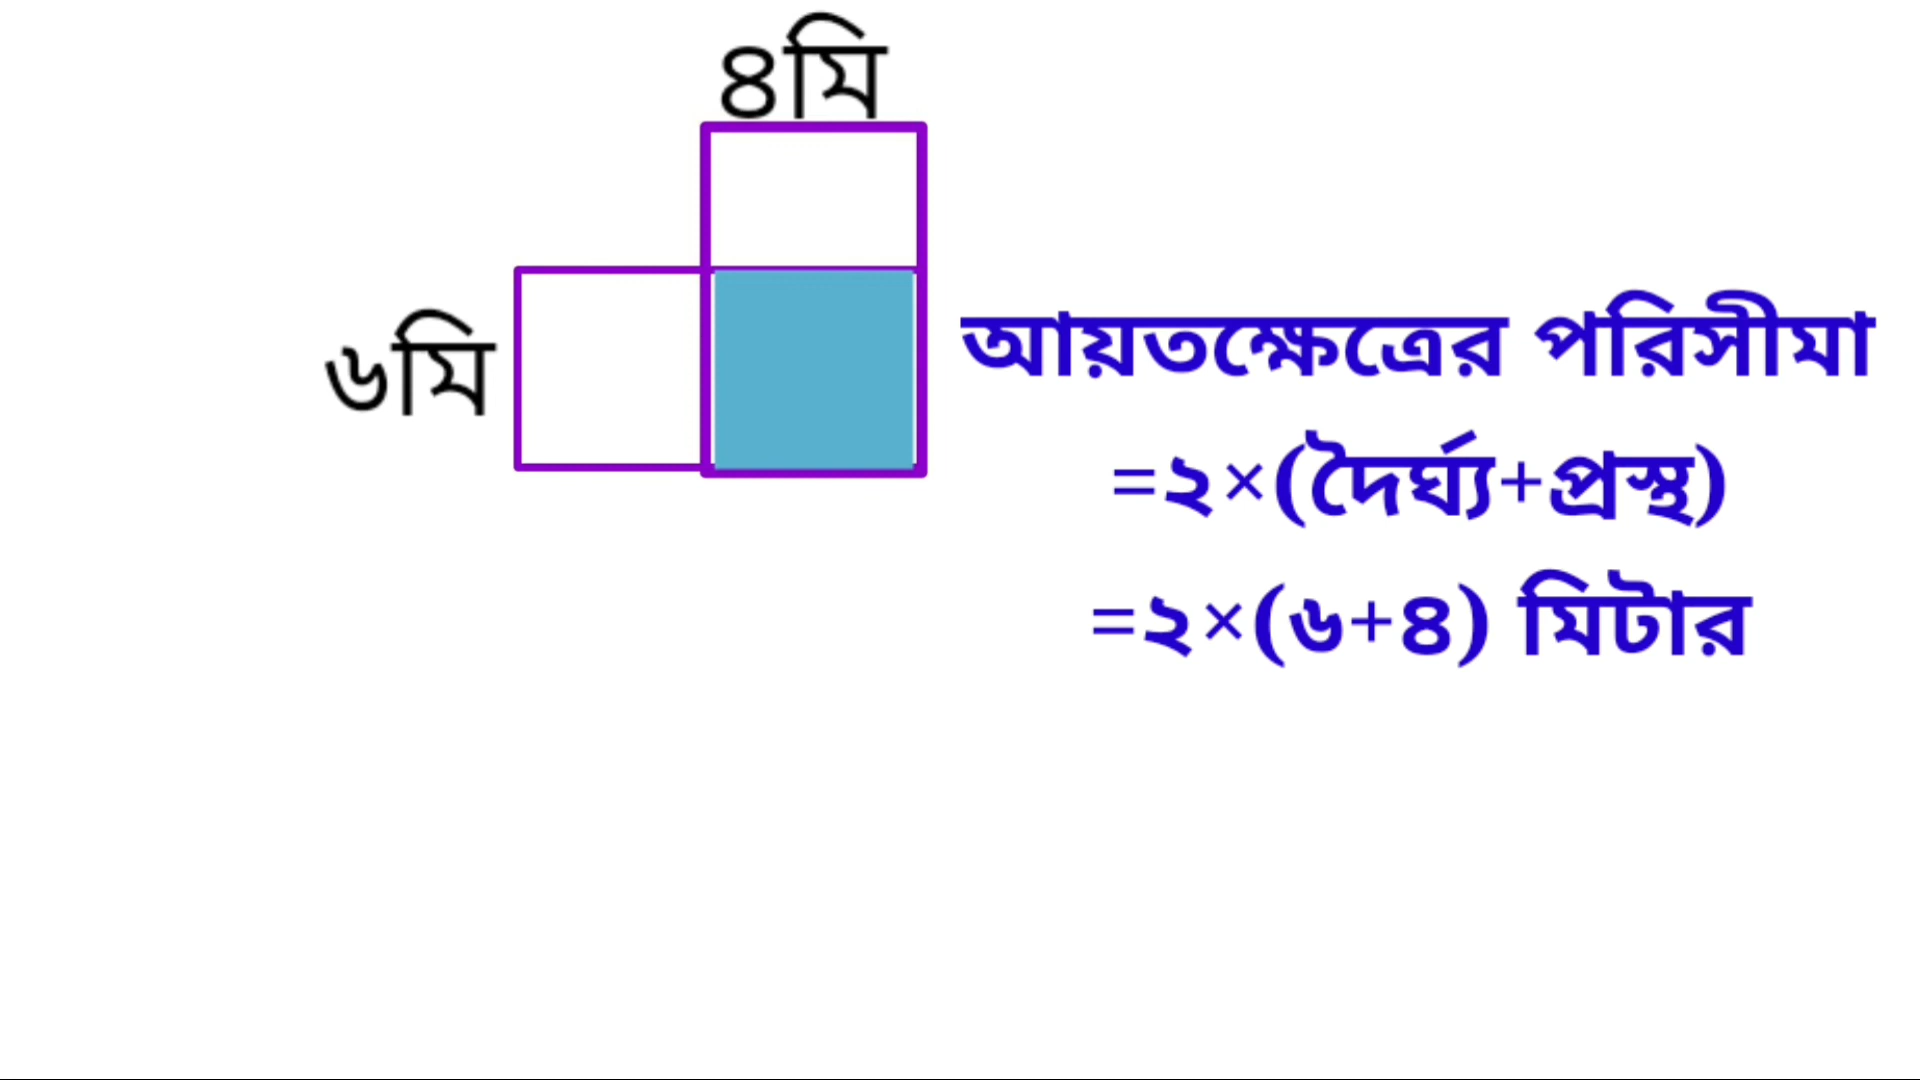 ৪মি
৬মি
আয়তক্ষেত্রের পরিসীমা
=২×(দৈর্ঘ্য+প্রস্থ)
=২×(৬+৪) মিটার